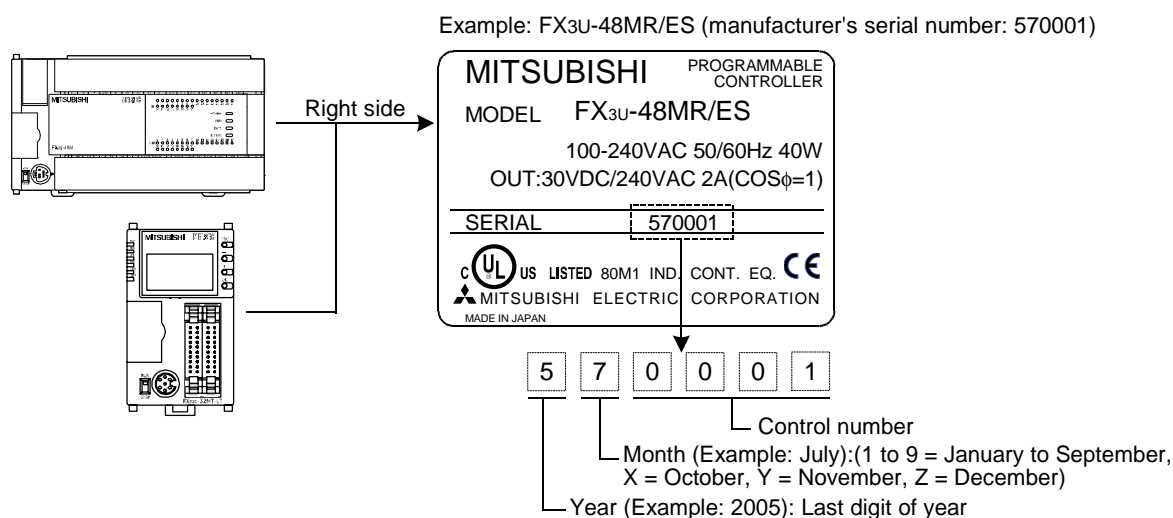 Example: FX3U-48MR/ES (manufacturer's serial number: 570001)
MITSUBISHI
PROGRAMMABLE
CONTROLLER
MODEL FX3U-48MR/ES
100-240VAC 50/60Hz 40W
OUT:30VDC/240VAC 2A(COSϕ=1)
SERIAL 570001
C UL US LISTED 80M1 IND. CONT. EQ. CE
MITSUBISHI ELECTRIC CORPORATION
MADE IN JAPAN
Right side
MITSUBISHI
MITSUBISHI
5 7 0 0 0 1
Control number
Month (Example: July):(1 to 9 = January to September,
X = October, Y = November, Z = December)
Year (Example: 2005): Last digit of year